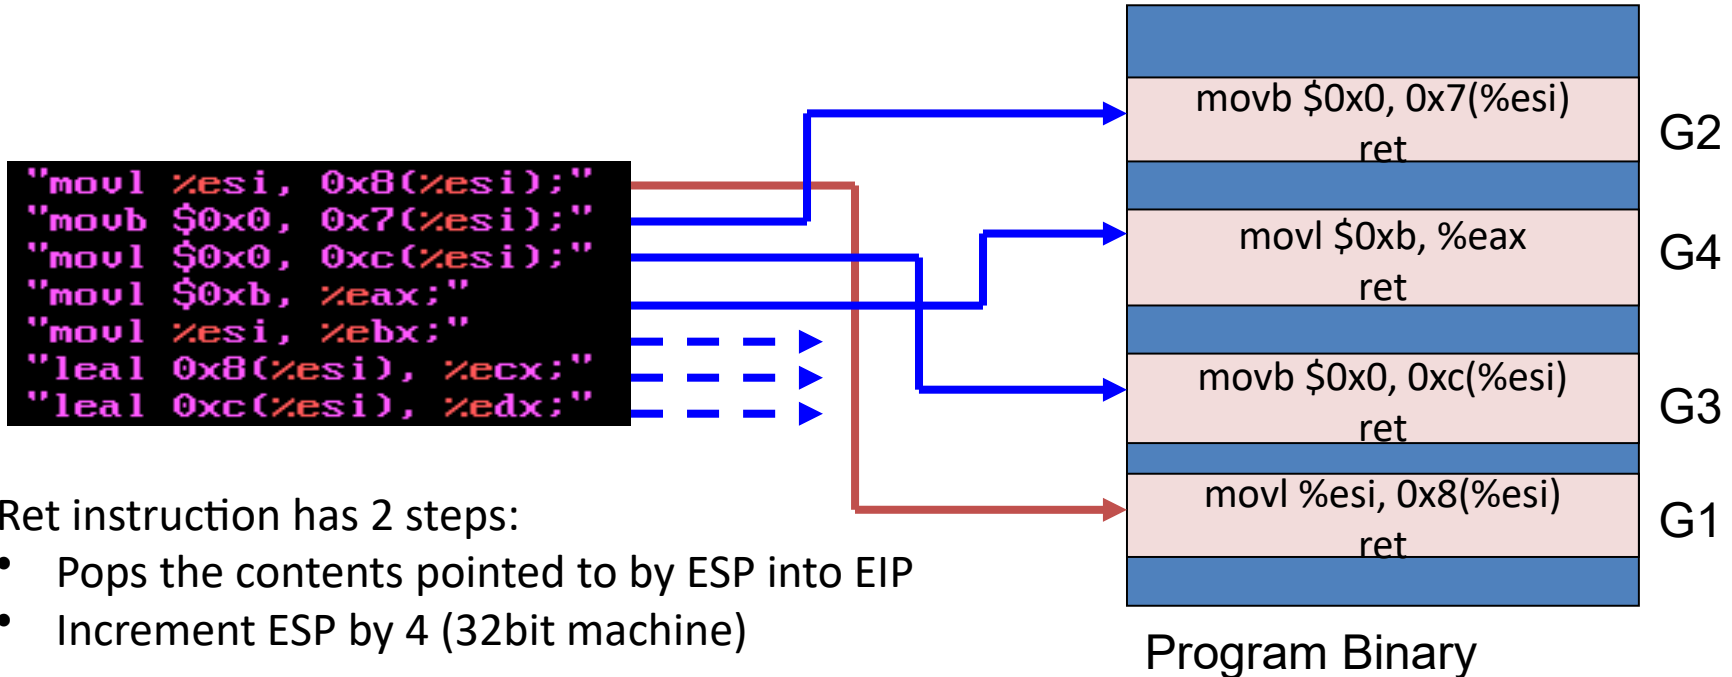 "movl %esi, 0x8(%esi);"
"movb $0x0, 0x7(%esi);"
"movl $0x0, 0xc(%esi);"
"movl $0xb, %eax;"
"movl %esi, %ebx;"
"leal 0x8(%esi), %ecx;"
"leal 0xc(%esi), %edx;"
Ret instruction has 2 steps:
• Pops the contents pointed to by ESP into EIP
• Increment ESP by 4 (32bit machine)
movb $0x0, 0x7(%esi)
ret
G2
movl $0xb, %eax
ret
G4
movb $0x0, 0xc(%esi)
ret
G3
movl %esi, 0x8(%esi)
ret
G1
Program Binary